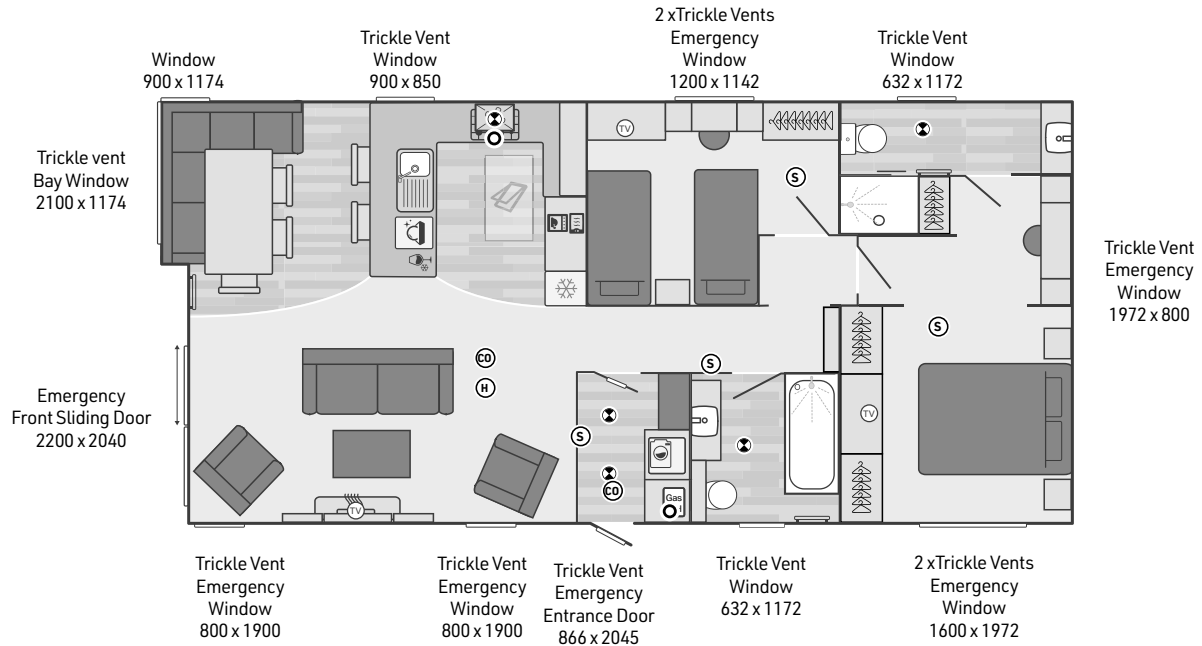 Window
900 x 1174
Trickle Vent
Window
900 x 850
2 xTrickle Vents
Emergency
Window
1200 x 1142
Trickle Vent
Window
632 x 1172
Trickle vent
Bay Window
2100 x 1174
TV
S
Trickle Vent
Emergency
Window
1972 x 800
S
CO
H
S
Emergency
Front Sliding Door
2200 x 2040
TV
S
CO
Gas
TV
Trickle Vent
Emergency
Window
800 x 1900
Trickle Vent
Emergency
Window
800 x 1900
Trickle Vent
Emergency
Entrance Door
866 x 2045
Trickle Vent
Window
632 x 1172
2 xTrickle Vents
Emergency
Window
1600 x 1972